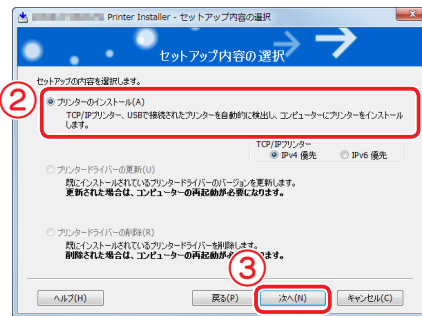 Printer Installer - セットアップ内容の選択
セットアップ内容の選択
セットアップの内容を選択します。
②
プリンターのインストール(A)
TCP/IPプリンター、USBで接続されたプリンターを自動的に検出し、コンピューターにプリンターをインストール
します。
TCP/IPプリンター
IPv4 優先 IPv6 優先
プリンタードライバーの更新(U)
既にインストールされているプリンタードライバーのバージョンを更新します。
更新された場合は、コンピューターの再起動が必要になります。
プリンタードライバーの削除(R)
既にインストールされているプリンタードライバーを削除します。
削除された場合は、コンピューターの再起動が必
ります。
③
ヘルプ(H) 戻る(P) 次へ(N) キャンセル(C)